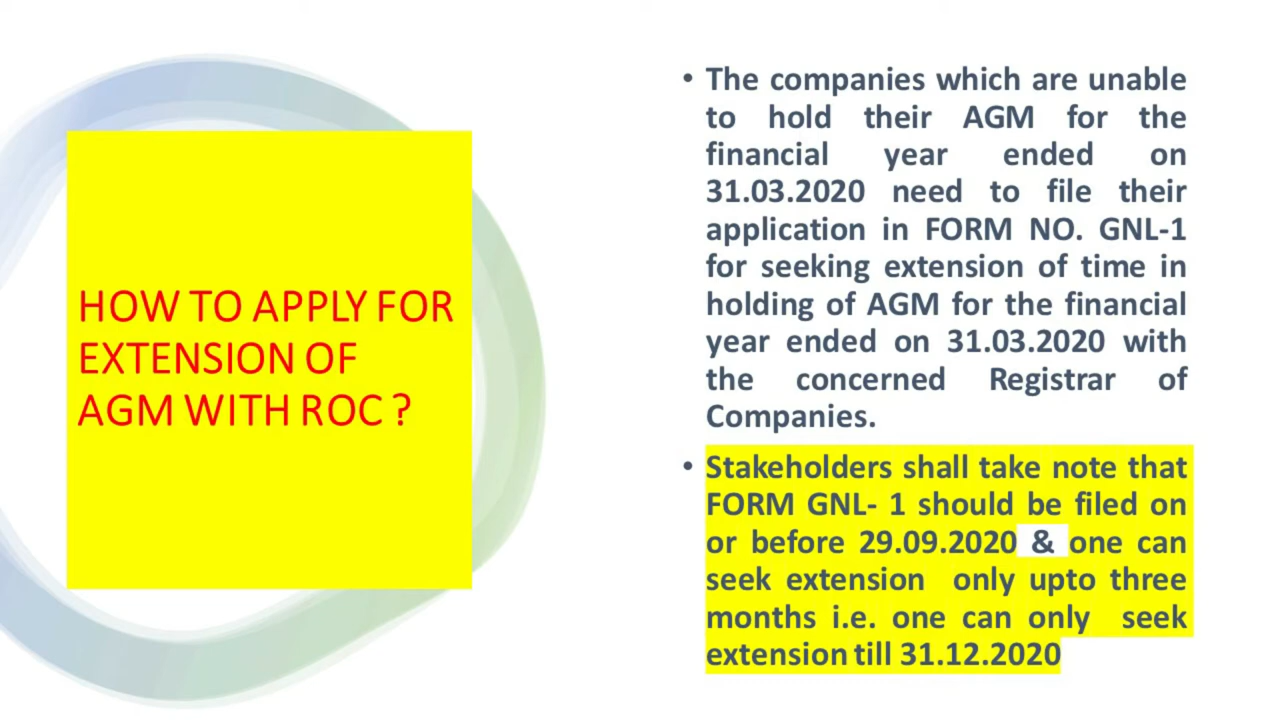 HOW TO APPLY FOR
EXTENSION OF
AGM WITH ROC ?
• The companies which are unable
to hold their AGM for the
financial year ended on
31.03.2020 need to file their
application in FORM NO. GNL-1
for seeking extension of time in
holding of AGM for the financial
year ended on 31.03.2020 with
the concerned Registrar of
Companies.
• Stakeholders shall take note that
FORM GNL- 1 should be filed on
or before 29.09.2020 & one can
seek extension only upto three
months i.e. one can only seek
extension till 31.12.2020